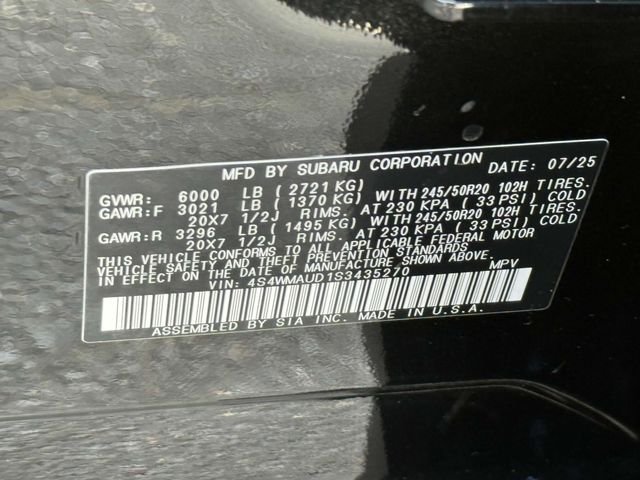 MFD BY SUBARU CORPORATION DATE: 07/25
GVWR: 6000 LB ( 2721 KG)
GAWR:F 3021 LB ( 1370 KG) WITH 245/50R20 102H TIRES.
20X7 1/2J RIMS. AT 230 KPA ( 33 PSI) COLD
GAWR:R 3296 LB ( 1495 KG) WITH 245/50R20 102H TIRES.
20X7 1/2J RIMS. AT 230 KPA ( 33 PSI) COLD
THIS VEHICLE CONFORMS TO ALL APPLICABLE FEDERAL MOTOR
VEHICLE SAFETY AND THEFT PREVENTION STANDARDS
IN EFFECT ON THE DATE OF MANUFACTURE SHOWN ABOVE.
VIN: 4S4WMAUD1S3435270 MPV
ASSEMBLED BY SIA INC. MADE IN U.S.A.